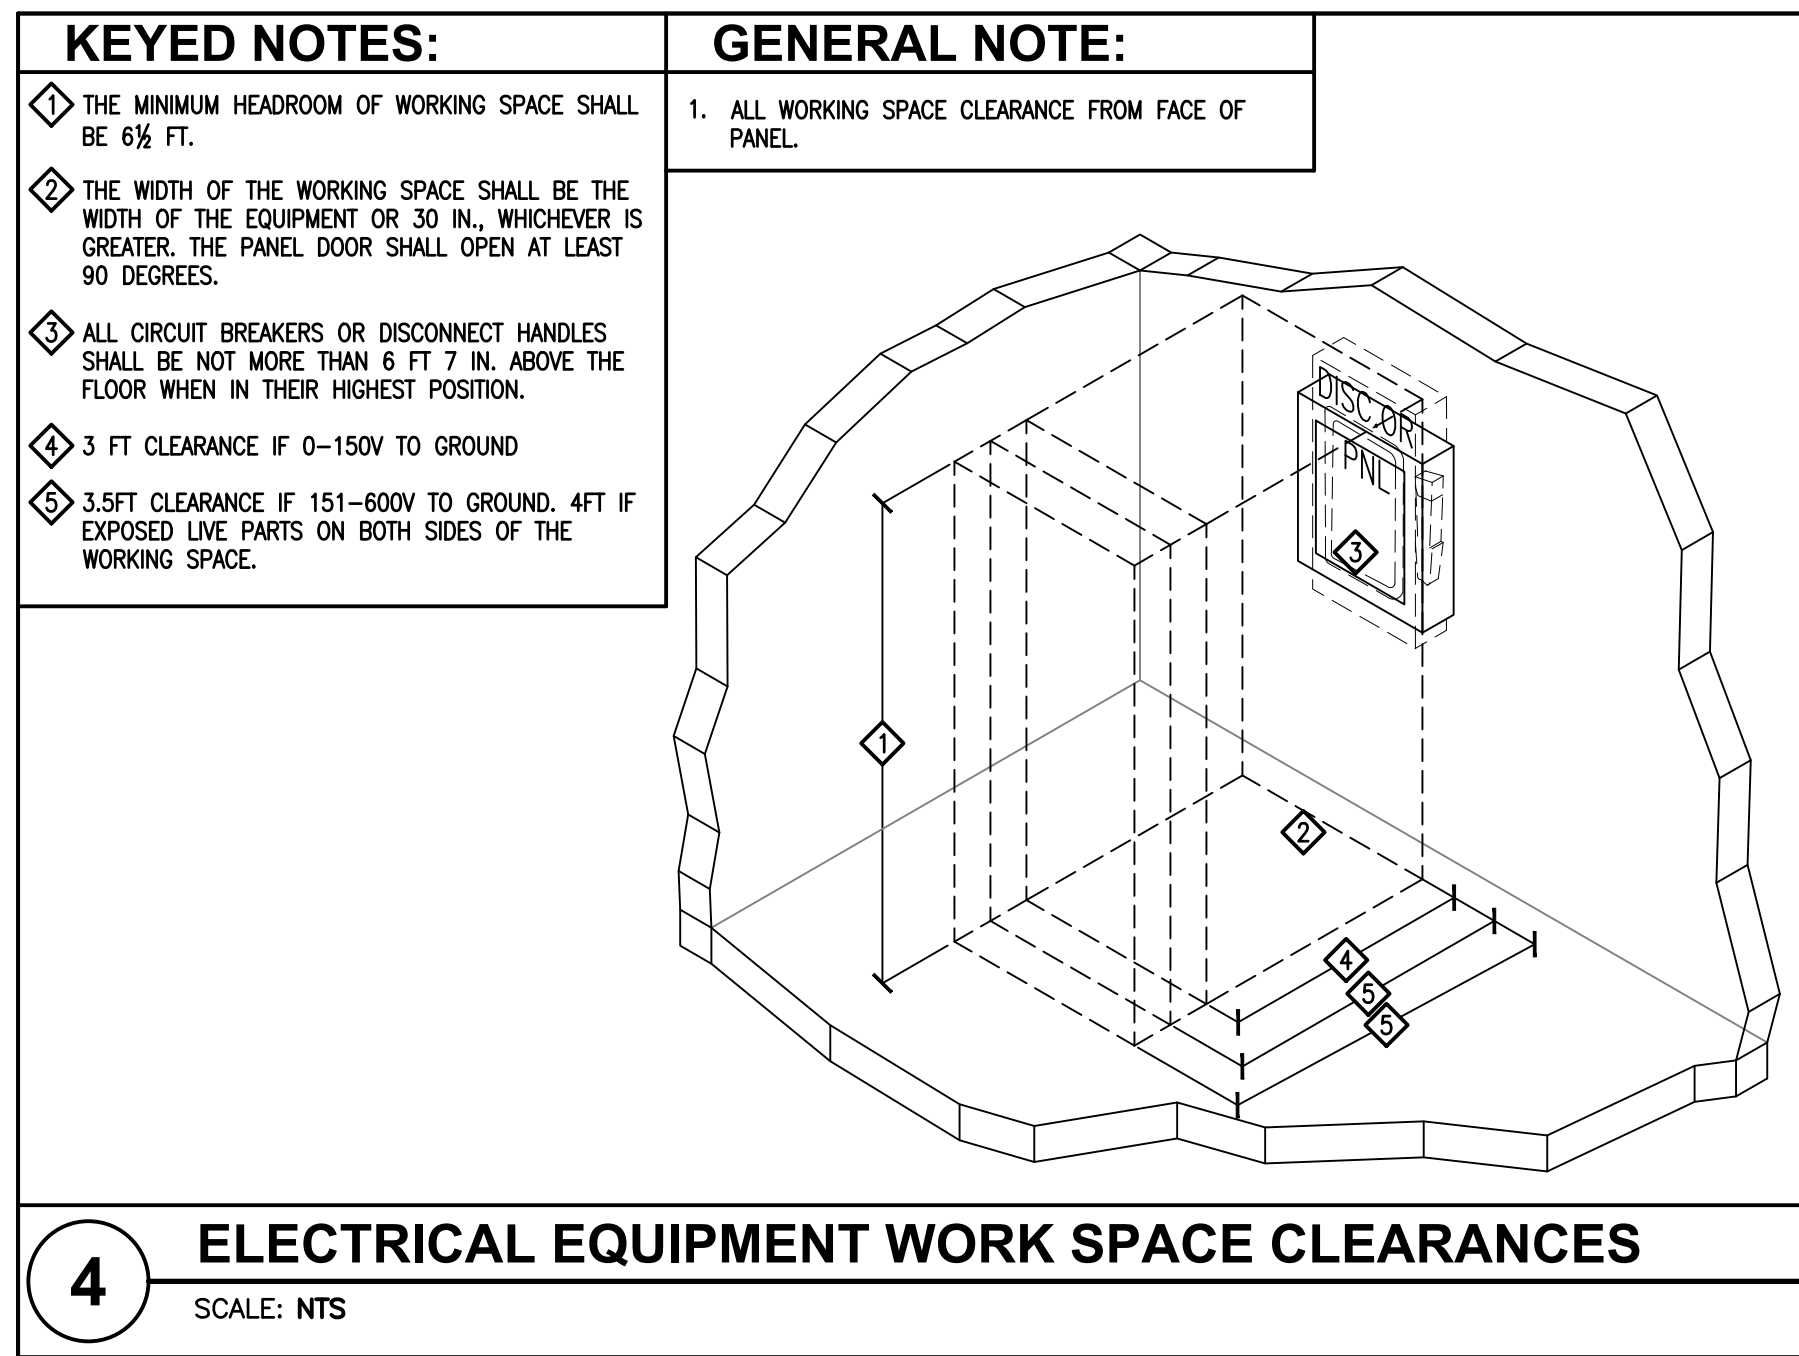 KEYED NOTES:
1 THE MINIMUM HEADROOM OF WORKING SPACE SHALL
BE 6½ FT.
2 THE WIDTH OF THE WORKING SPACE SHALL BE THE
WIDTH OF THE EQUIPMENT OR 30 IN., WHICHEVER IS
GREATER. THE PANEL DOOR SHALL OPEN AT LEAST
90 DEGREES.
3 ALL CIRCUIT BREAKERS OR DISCONNECT HANDLES
SHALL BE NOT MORE THAN 6 FT 7 IN. ABOVE THE
FLOOR WHEN IN THEIR HIGHEST POSITION.
4 3 FT CLEARANCE IF 0-150V TO GROUND
5 3.5FT CLEARANCE IF 151-600V TO GROUND. 4FT IF
EXPOSED LIVE PARTS ON BOTH SIDES OF THE
WORKING SPACE.
GENERAL NOTE:
1. ALL WORKING SPACE CLEARANCE FROM FACE OF
PANEL.
DISC OR
PNL
3
1
2
4
5
5
4
ELECTRICAL EQUIPMENT WORK SPACE CLEARANCES
SCALE: NTS